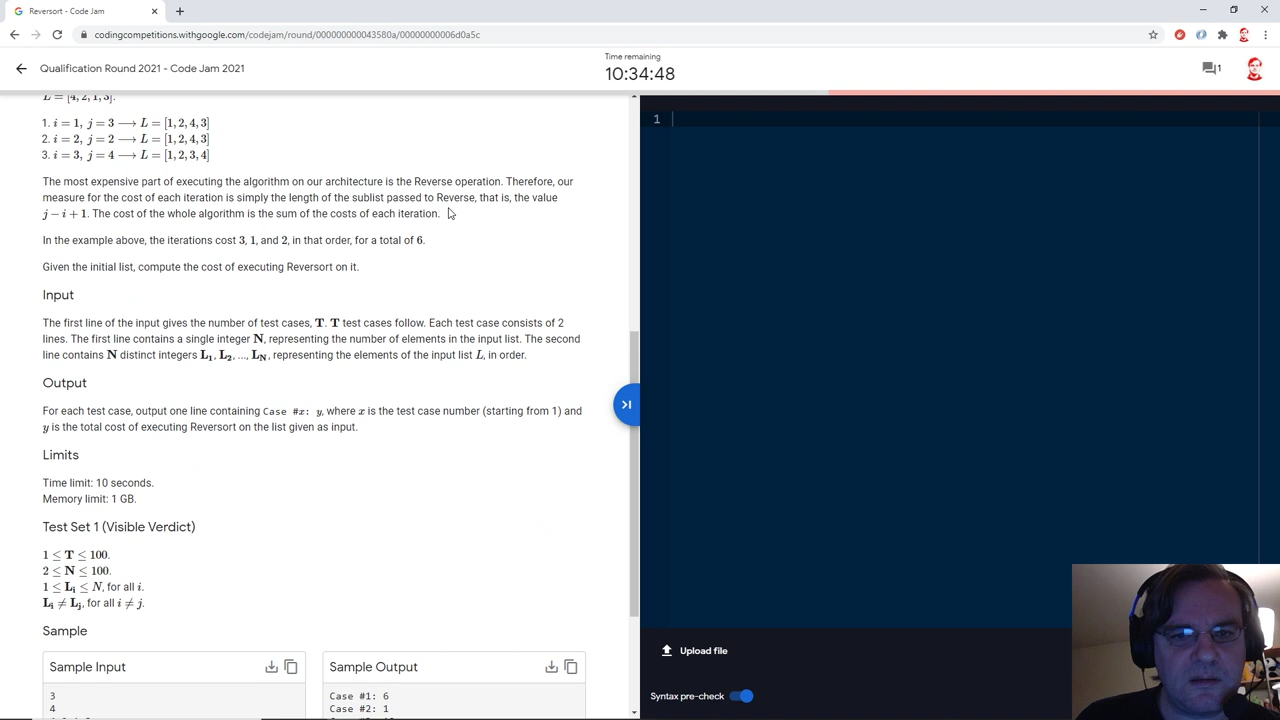 Reversort - Code Jam
codingcompetitions.withgoogle.com/codejam/round/000000000043580a/00000000006d0a5c
Qualification Round 2021 - Code Jam 2021
Time remaining
10:34:48
1
L = [4, 2, 1, 3].
1. i = 1, j = 3 ⟶ L = [1, 2, 4, 3]
2. i = 2, j = 2 ⟶ L = [1, 2, 4, 3]
3. i = 3, j = 4 ⟶ L = [1, 2, 3, 4]
The most expensive part of executing the algorithm on our architecture is the Reverse operation. Therefore, our
measure for the cost of each iteration is simply the length of the sublist passed to Reverse, that is, the value
j − i + 1. The cost of the whole algorithm is the sum of the costs of each iteration.
In the example above, the iterations cost 3, 1, and 2, in that order, for a total of 6.
Given the initial list, compute the cost of executing Reversort on it.
Input
The first line of the input gives the number of test cases, T. T test cases follow. Each test case consists of 2
lines. The first line contains a single integer N, representing the number of elements in the input list. The second
line contains N distinct integers L₁, L₂, ..., L_N, representing the elements of the input list L, in order.
Output
For each test case, output one line containing Case #x: y, where x is the test case number (starting from 1) and
y is the total cost of executing Reversort on the list given as input.
Limits
Time limit: 10 seconds.
Memory limit: 1 GB.
Test Set 1 (Visible Verdict)
1 ≤ T ≤ 100.
2 ≤ N ≤ 100.
1 ≤ Lᵢ ≤ N, for all i.
Lᵢ ≠ Lⱼ, for all i ≠ j.
Sample
Sample Input
Sample Output
3
4
Case #1: 6
Case #2: 1
1
Upload file
Syntax pre-check